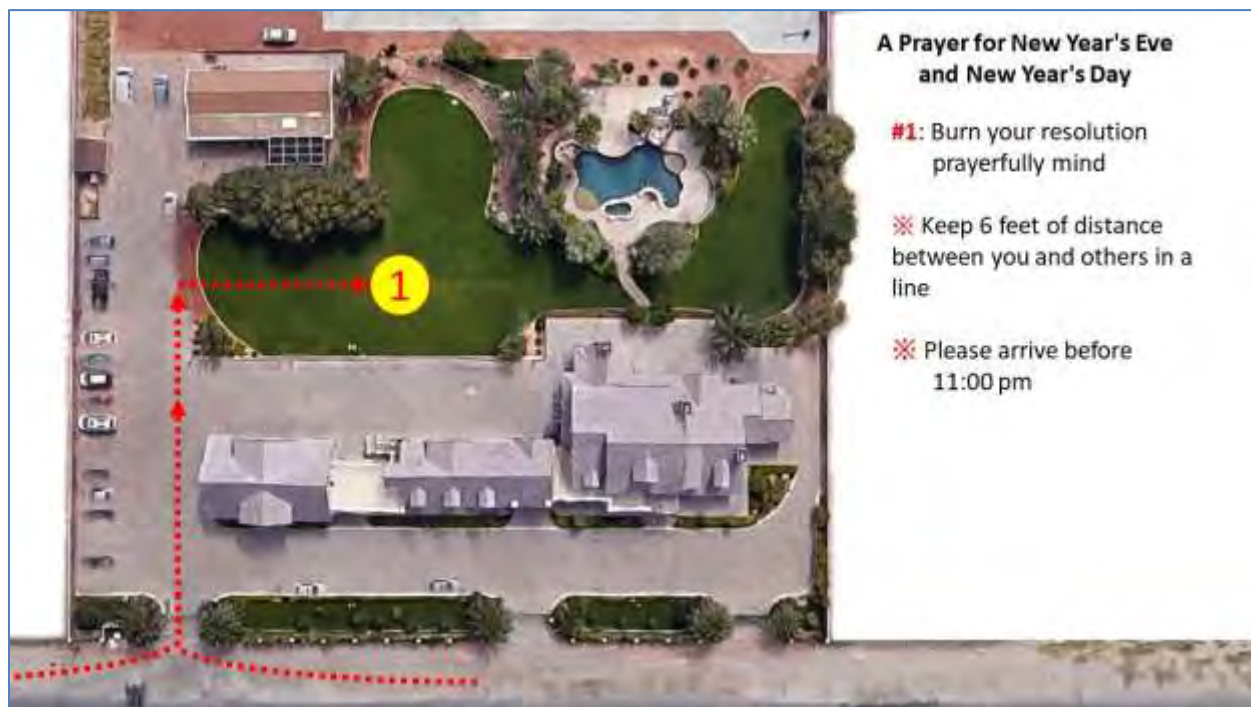 A Prayer for New Year's Eve
and New Year's Day
#1: Burn your resolution
prayerfully mind
※ Keep 6 feet of distance
between you and others in a
line
※ Please arrive before
11:00 pm
1